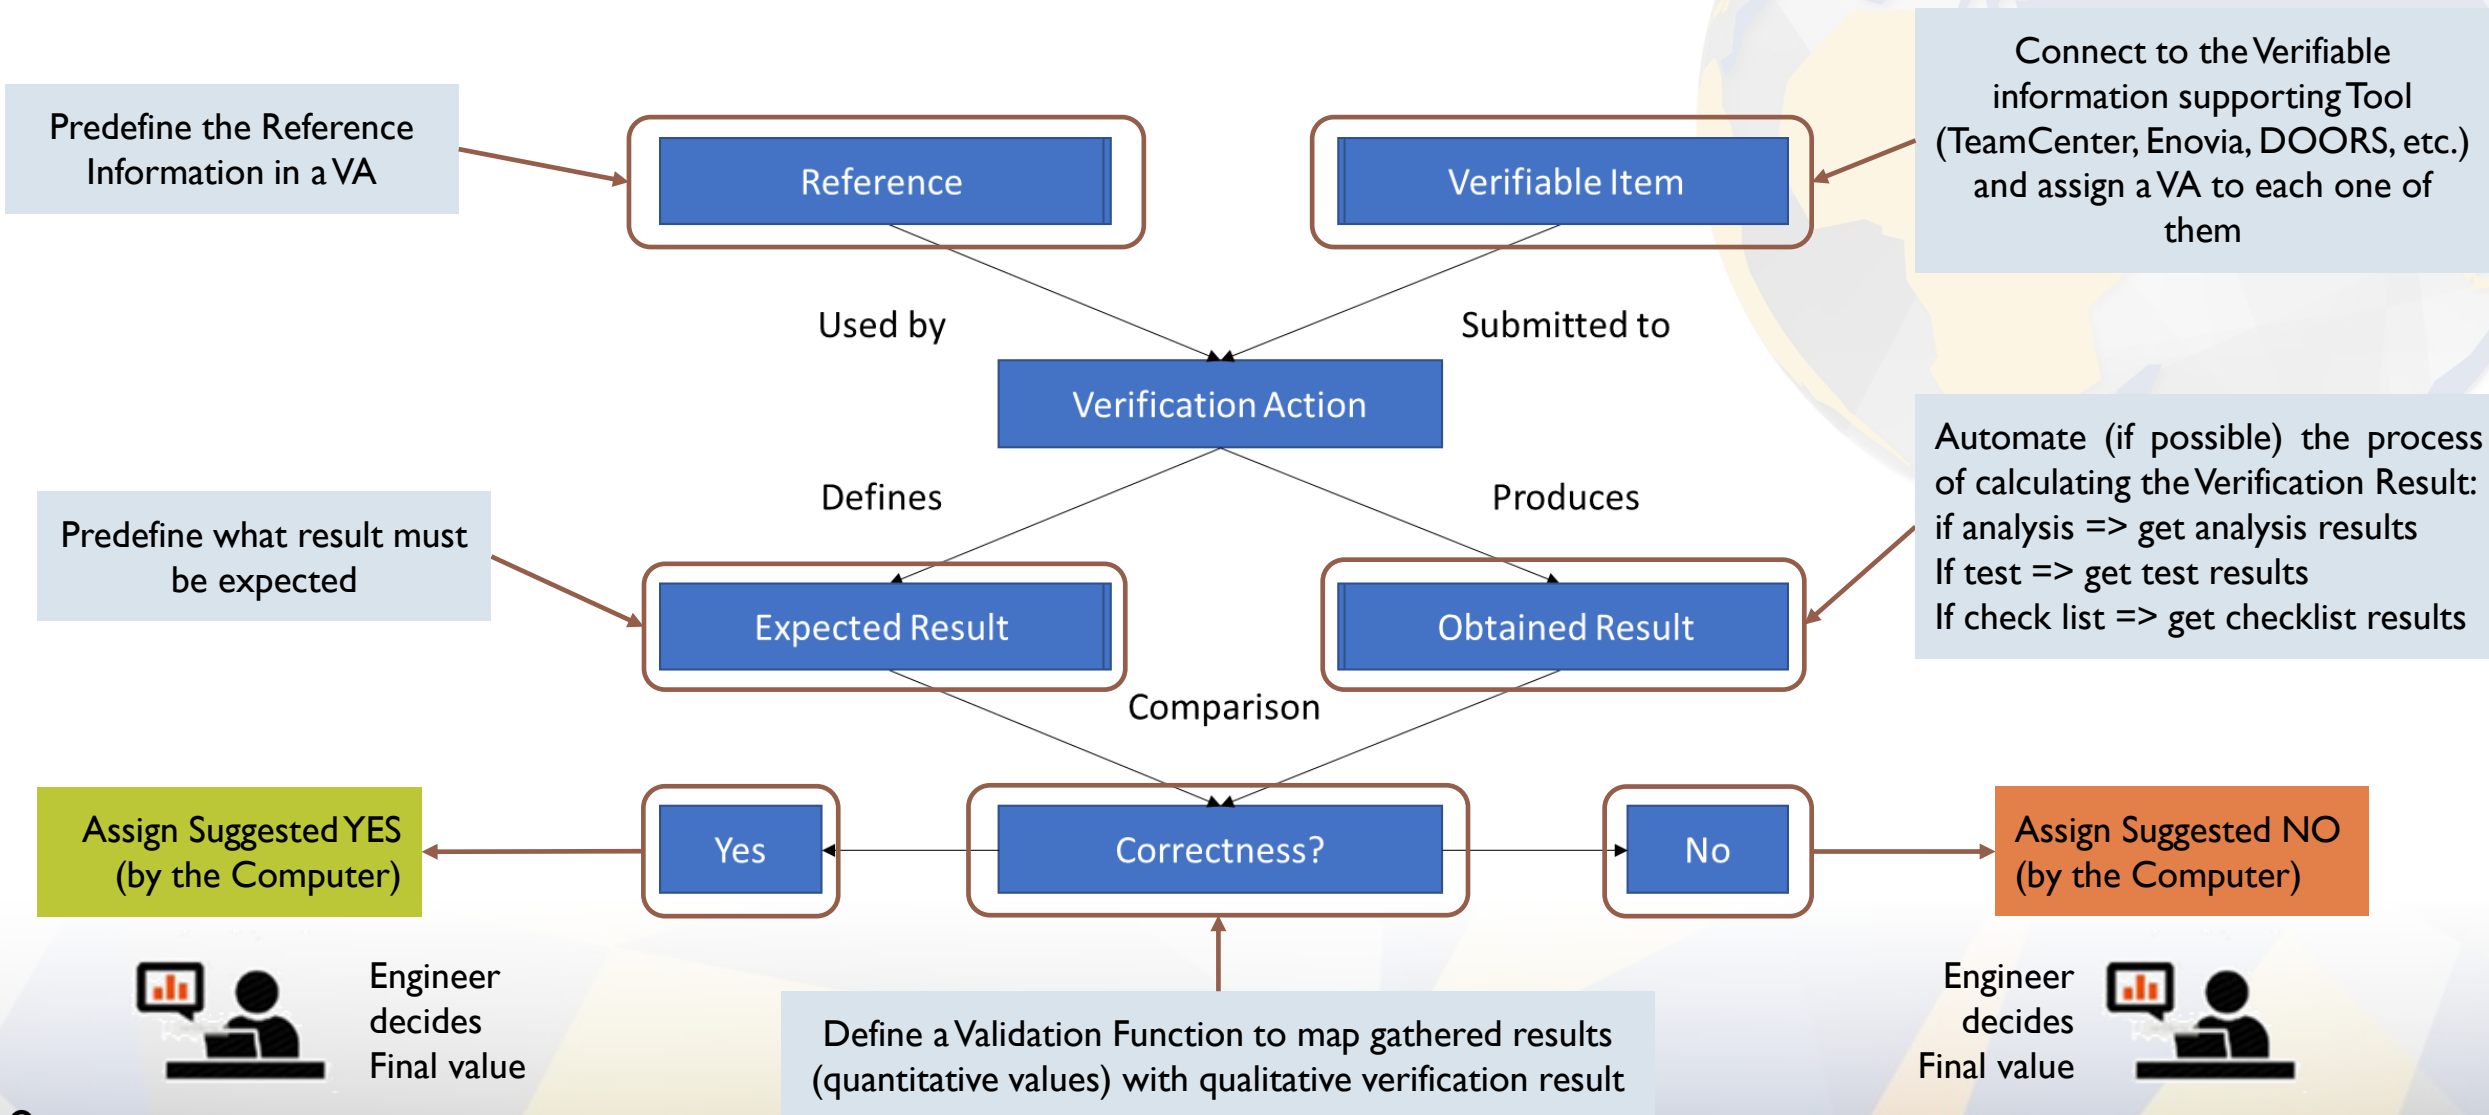 Predefine the Reference
Information in a VA
Reference
Verifiable Item
Connect to the Verifiable
information supporting Tool
(TeamCenter, Enovia, DOORS, etc.)
and assign a VA to each one of
them
Used by
Submitted to
Verification Action
Defines
Produces
Predefine what result must
be expected
Expected Result
Obtained Result
Automate (if possible) the process
of calculating the Verification Result:
if analysis => get analysis results
If test => get test results
If check list => get checklist results
Comparison
Assign Suggested YES
(by the Computer)
Yes
Correctness?
No
Assign Suggested NO
(by the Computer)
Engineer
decides
Final value
Define a Validation Function to map gathered results
(quantitative values) with qualitative verification result
Engineer
decides
Final value